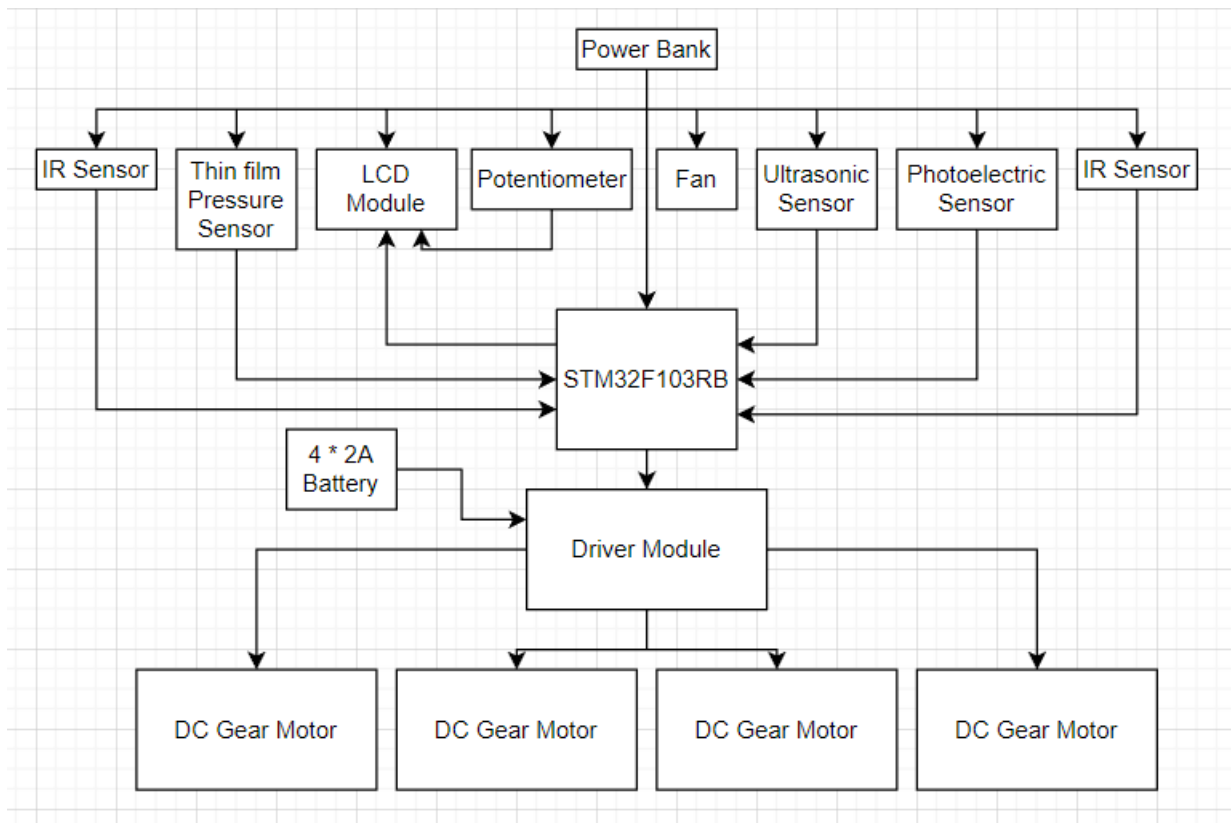 Power Bank
IR Sensor
Thin film
Pressure
Sensor
LCD
Module
Potentiometer
Fan
Ultrasonic
Sensor
Photoelectric
Sensor
IR Sensor
STM32F103RB
4 * 2A
Battery
Driver Module
DC Gear Motor
DC Gear Motor
DC Gear Motor
DC Gear Motor